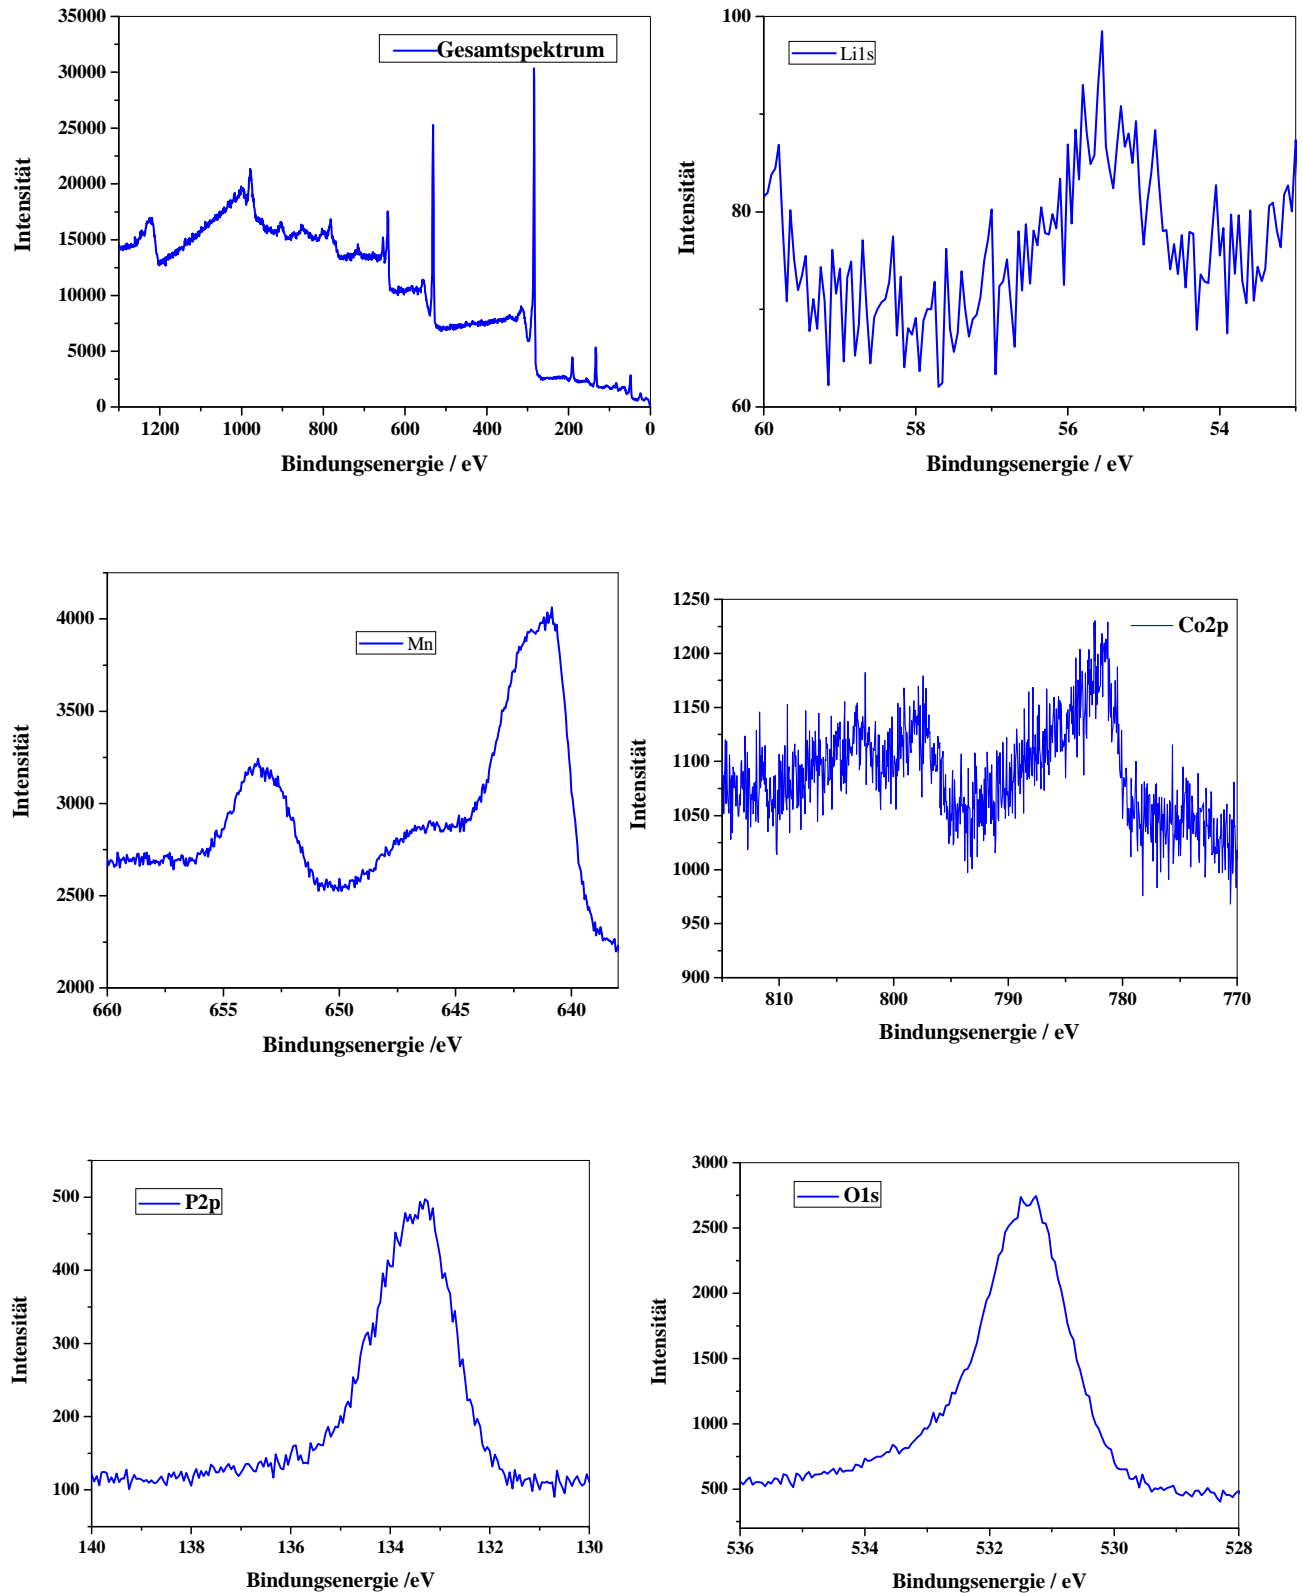 35000
30000
25000
20000
15000
10000
5000
0
Intensität
Gesamtspektrum
1200 1000 800 600 400 200 0
Bindungsenergie / eV
100
80
60
Intensität
Li1s
60 58 56 54
Bindungsenergie / eV
4000
3500
3000
2500
2000
Intensität
Mn
660 655 650 645 640
Bindungsenergie /eV
1250
1200
1150
1100
1050
1000
950
900
Intensität
Co2p
810 800 790 780 770
Bindungsenergie / eV
500
400
300
200
100
Intensität
P2p
140 138 136 134 132 130
Bindungsenergie /eV
3000
2500
2000
1500
1000
500
Intensität
O1s
536 534 532 530 528
Bindungsenergie / eV